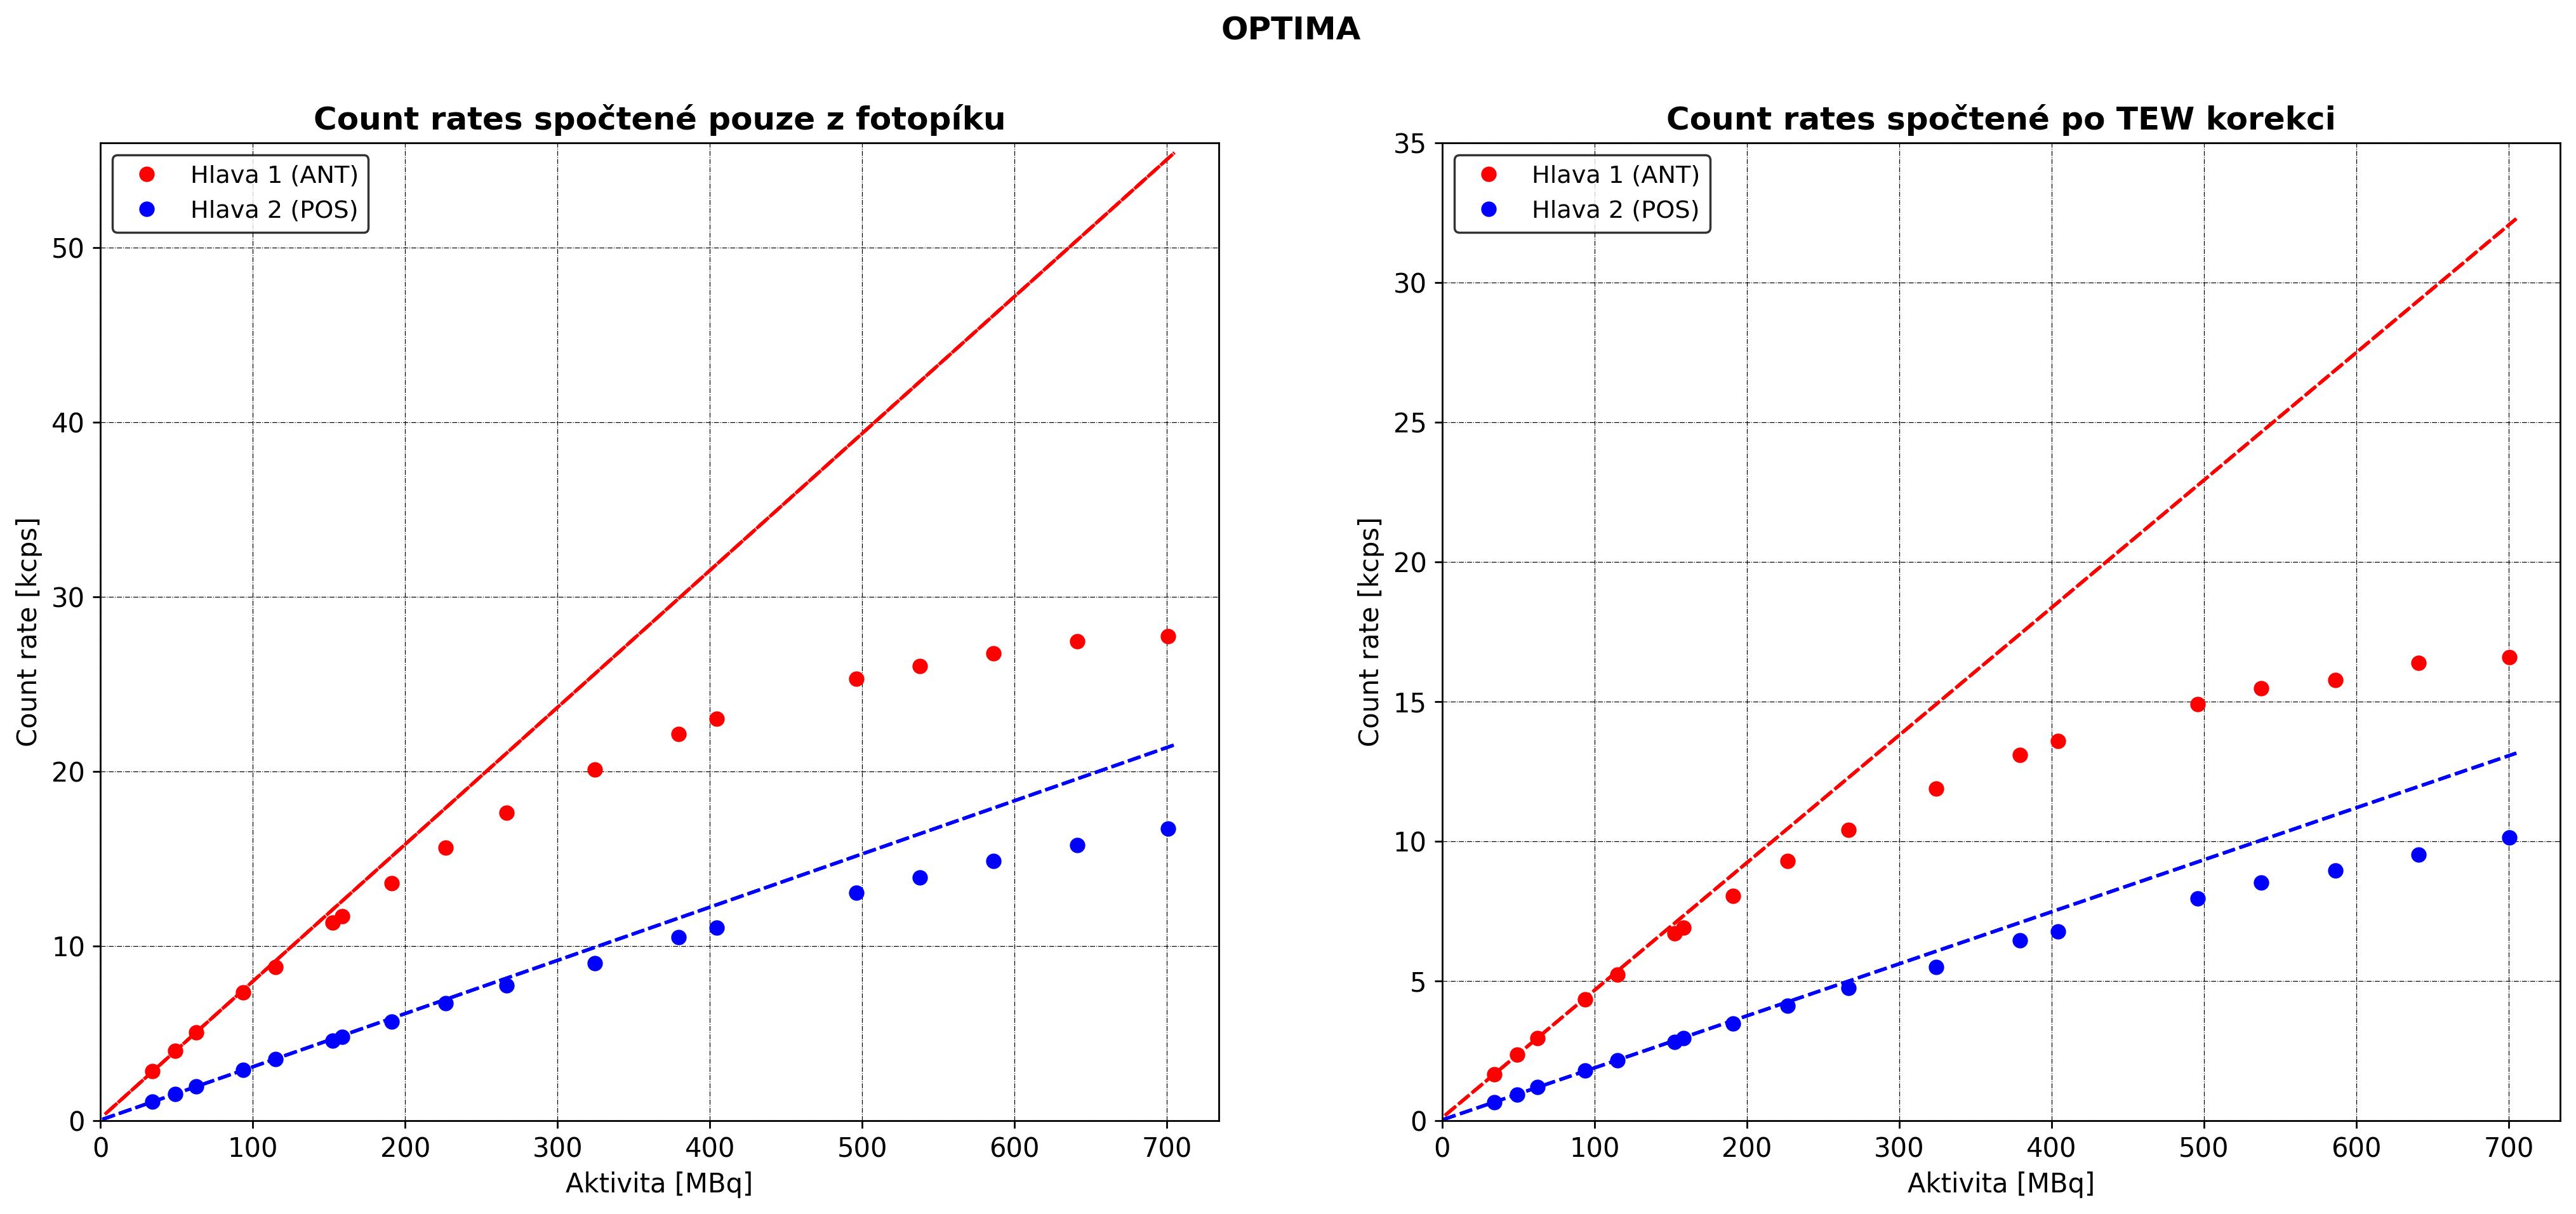 OPTIMA
Count rates spočtené pouze z fotopíku
Hlava 1 (ANT)
Hlava 2 (POS)
50
40
30
20
10
0
0 100 200 300 400 500 600 700
Count rate [kcps]
Aktivita [MBq]
Count rates spočtené po TEW korekci
Hlava 1 (ANT)
Hlava 2 (POS)
35
30
25
20
15
10
5
0
0 100 200 300 400 500 600 700
Count rate [kcps]
Aktivita [MBq]